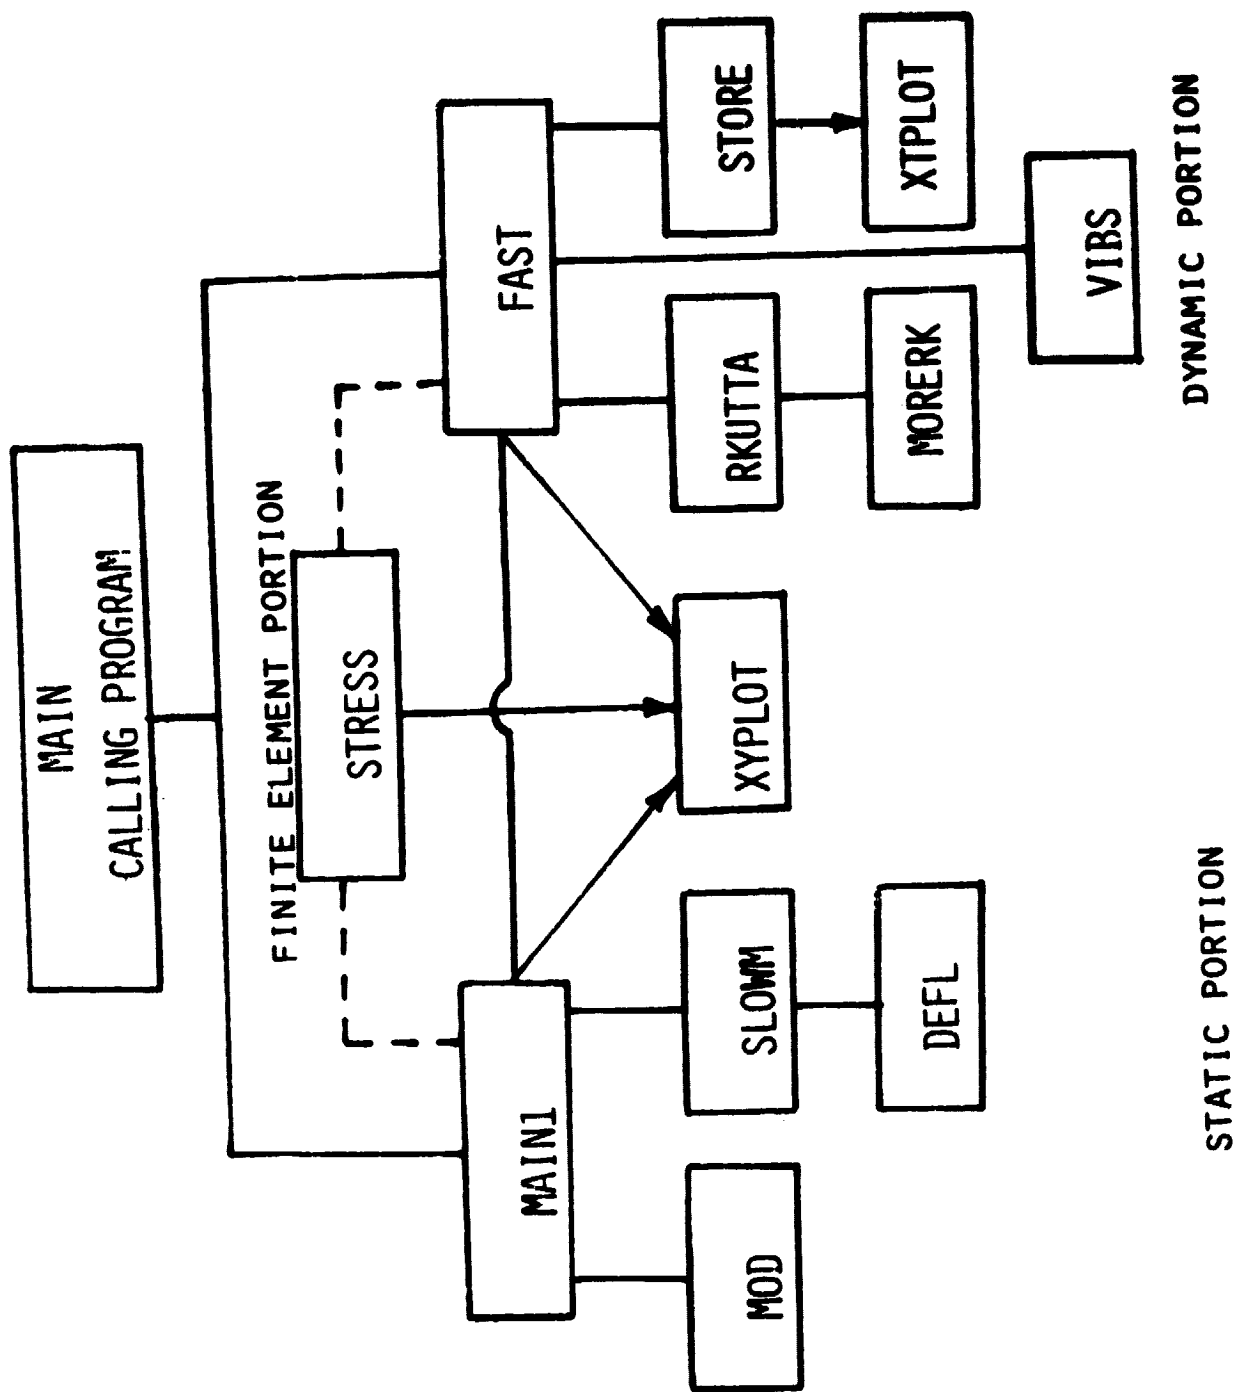 MAIN
CALLING PROGRAM
FINITE ELEMENT PORTION
STRESS
MAIN1
FAST
MOD
SLOWM
XYPLOT
RKUTTA
STORE
DEFL
MORERK
XTPLOT
VIBS
STATIC PORTION
DYNAMIC PORTION